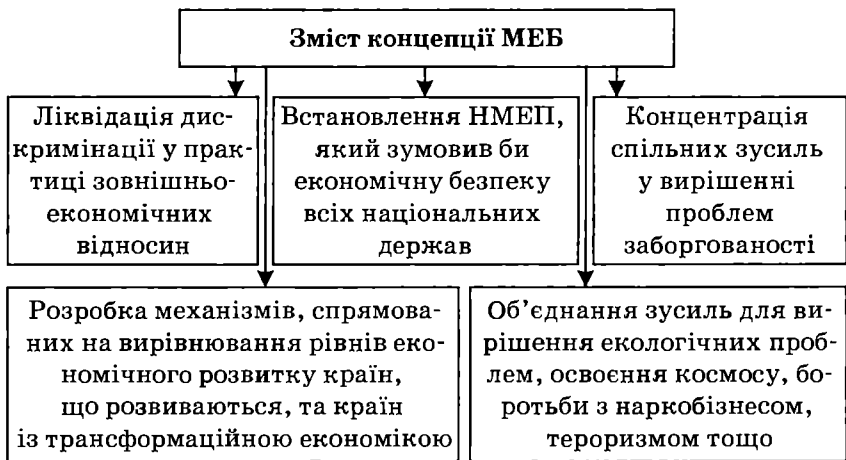 Зміст концепції МЕБ
Ліквідація дис-
кримінації у прак-
тиці зовнішньо-
економічних
відносин
Встановлення НМЕП,
який зумовив би
економічну безпеку
всіх національних
держав
Концентрація
спільних зусиль
у вирішенні
проблем
заборгованості
Розробка механізмів, спрямова-
них на вирівнювання рівнів еко-
номічного розвитку країн,
що розвиваються, та країн
із трансформаційною економікою
Об’єднання зусиль для ви-
рішення екологічних проб-
лем, освоєння космосу, бо-
ротьби з наркобізнесом,
тероризмом тощо